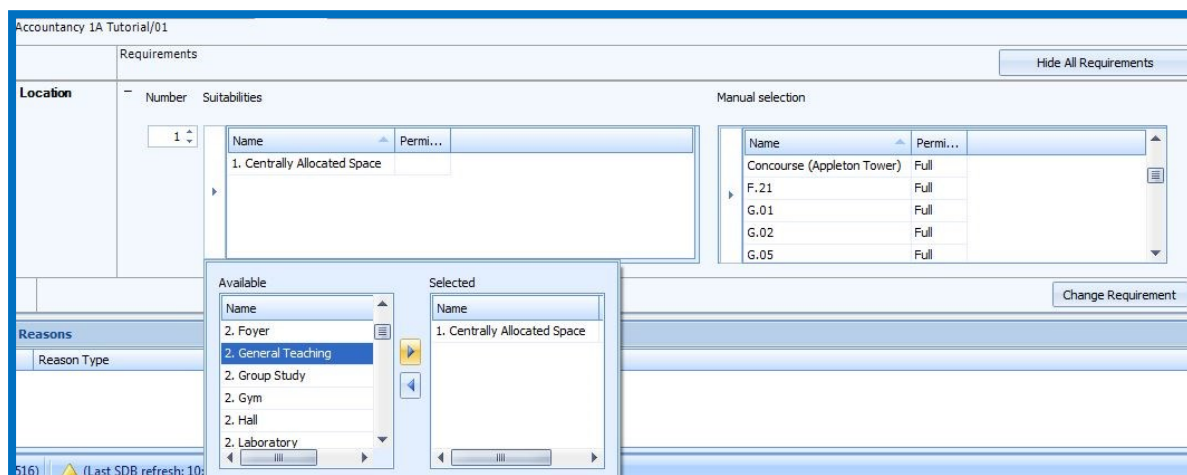 Accountancy 1A Tutorial/01
Requirements
Hide All Requirements
Location
Number
Suitabilities
Manual selection
1
Name Permi...
1. Centrally Allocated Space
Name Permi...
Concourse (Appleton Tower) Full
F.21 Full
G.01 Full
G.02 Full
G.05 Full
Change Requirement
Available
Name
2. Foyer
2. General Teaching
2. Group Study
2. Gym
2. Hall
2. Laboratory
Selected
Name
1. Centrally Allocated Space
Reasons
Reason Type
516) (Last SDB refresh: 10: